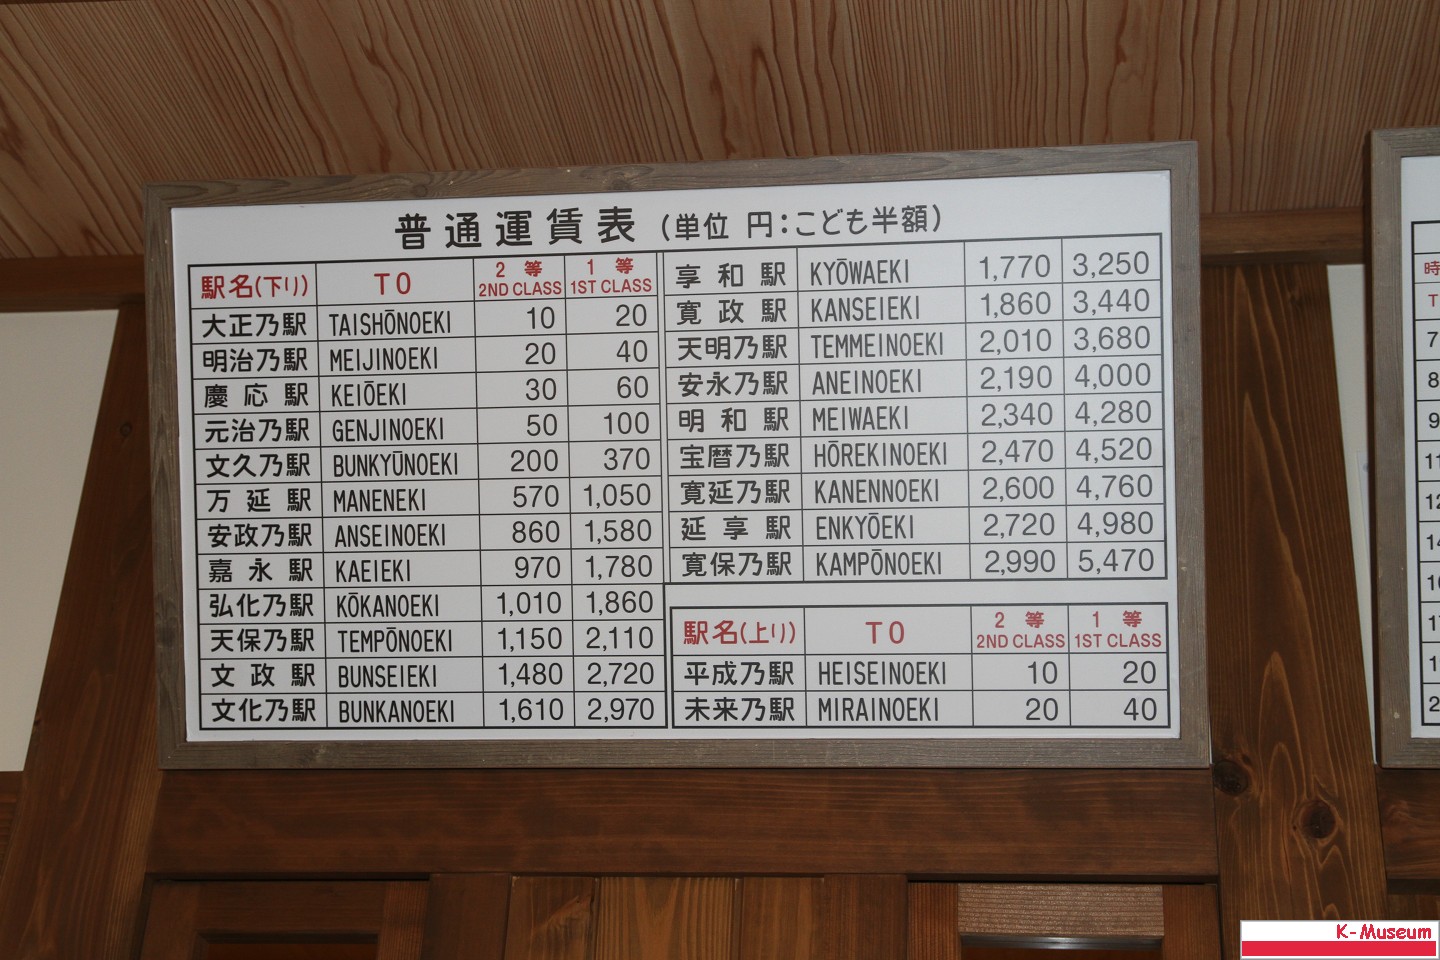 普通運賃表(単位 円:こども半額)
駅名(下り) TO 2等 2ND CLASS 1等 1ST CLASS
大正乃駅 TAISHŌNOEKI 10 20
明治乃駅 MEIJINOEKI 20 40
慶応駅 KEIŌEKI 30 60
元治乃駅 GENJINOEKI 50 100
文久乃駅 BUNKYŪNOEKI 200 370
万延駅 MANENEKI 570 1,050
安政乃駅 ANSEINOEKI 860 1,580
嘉永駅 KAEIEKI 970 1,780
弘化乃駅 KŌKANOEKI 1,010 1,860
天保乃駅 TEMPŌNOEKI 1,150 2,110
文政駅 BUNSEIEKI 1,480 2,720
文化乃駅 BUNKANOEKI 1,610 2,970
享和駅 KYŌWAEKI 1,770 3,250
寛政駅 KANSEIEKI 1,860 3,440
天明乃駅 TEMMEINOEKI 2,010 3,680
安永乃駅 ANEINOEKI 2,190 4,000
明和駅 MEIWAEKI 2,340 4,280
宝暦乃駅 HŌREKINOEKI 2,470 4,520
寛延乃駅 KANENNOEKI 2,600 4,760
延享駅 ENKYŌEKI 2,720 4,980
寛保乃駅 KAMPŌNOEKI 2,990 5,470
駅名(上り) TO 2等 2ND CLASS 1等 1ST CLASS
平成乃駅 HEISEINOEKI 10 20
未来乃駅 MIRAINOEKI 20 40
時
T
7
8
9
11
12
14
16
17
K-Museum